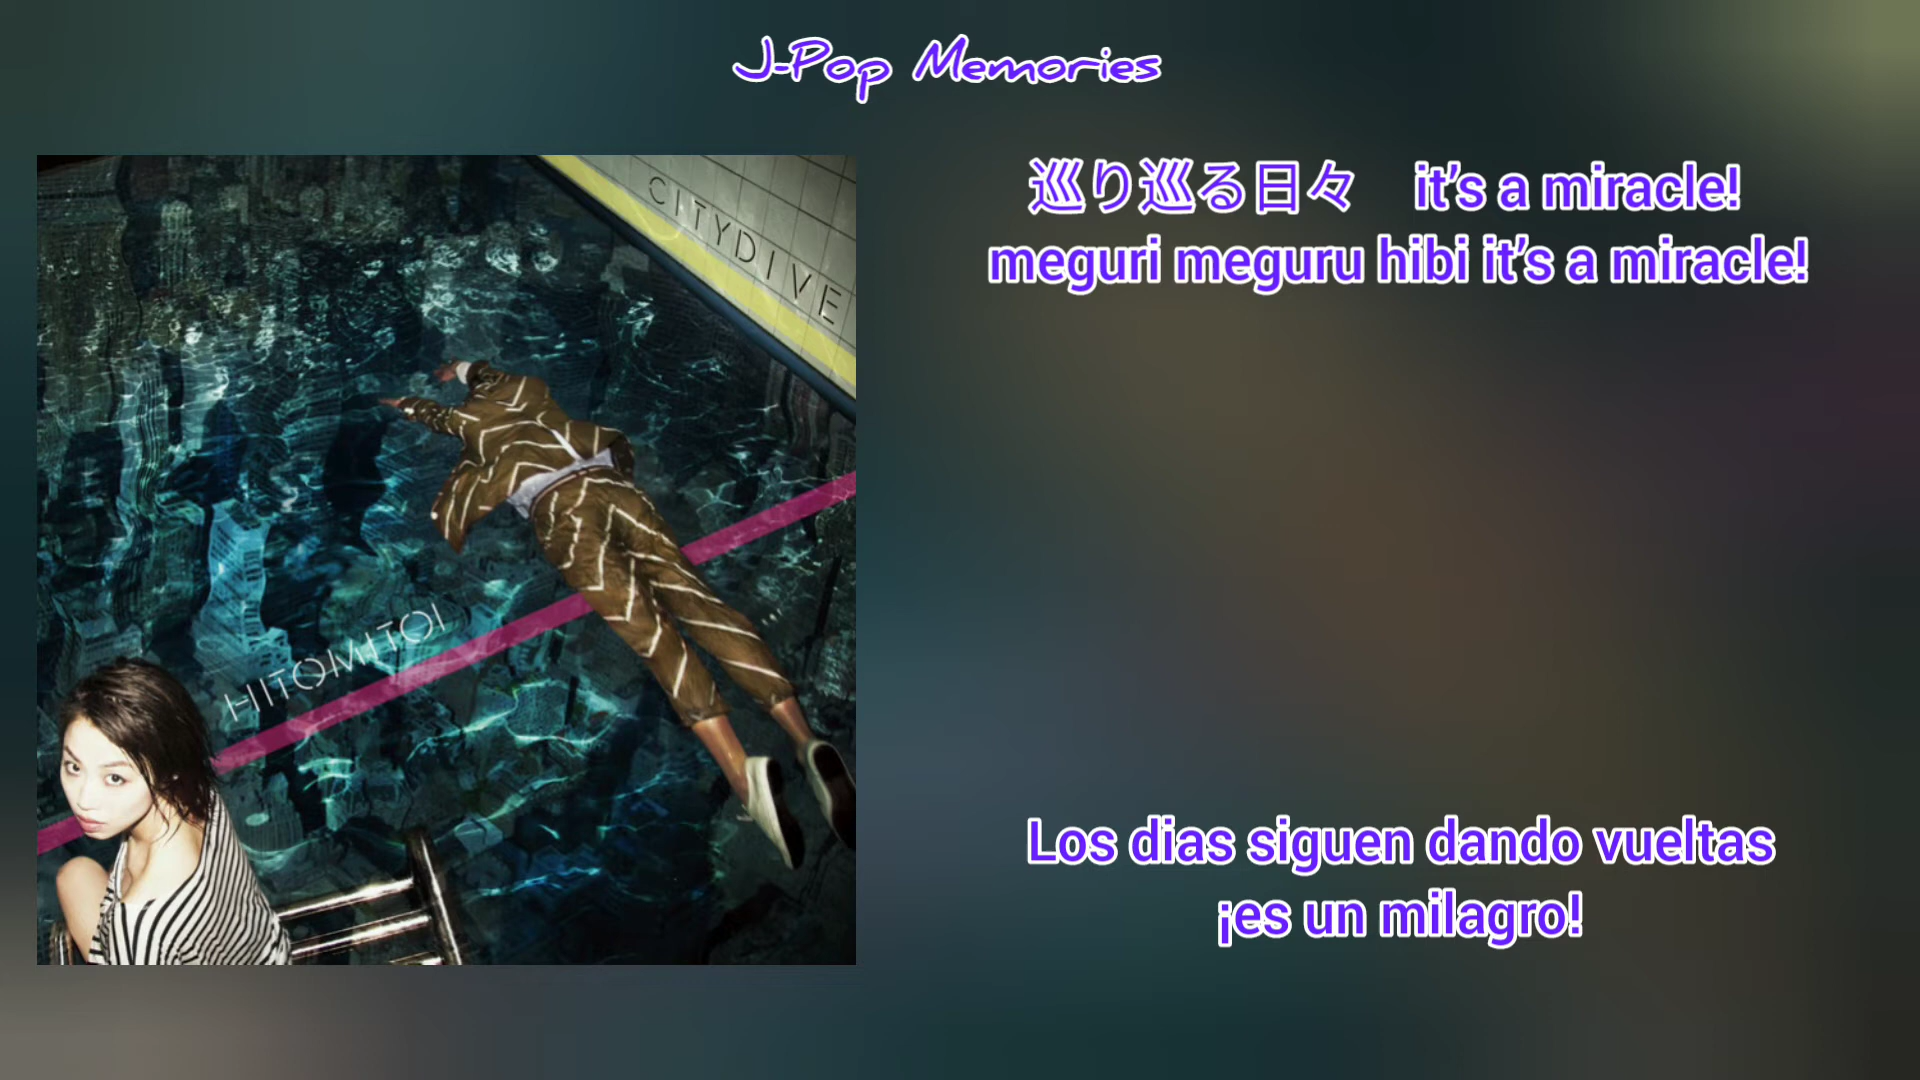 J-Pop Memories
CITYDIVE
HITOMITOI
巡り巡る日々　it's a miracle!
meguri meguru hibi it's a miracle!
Los dias siguen dando vueltas
¡es un milagro!